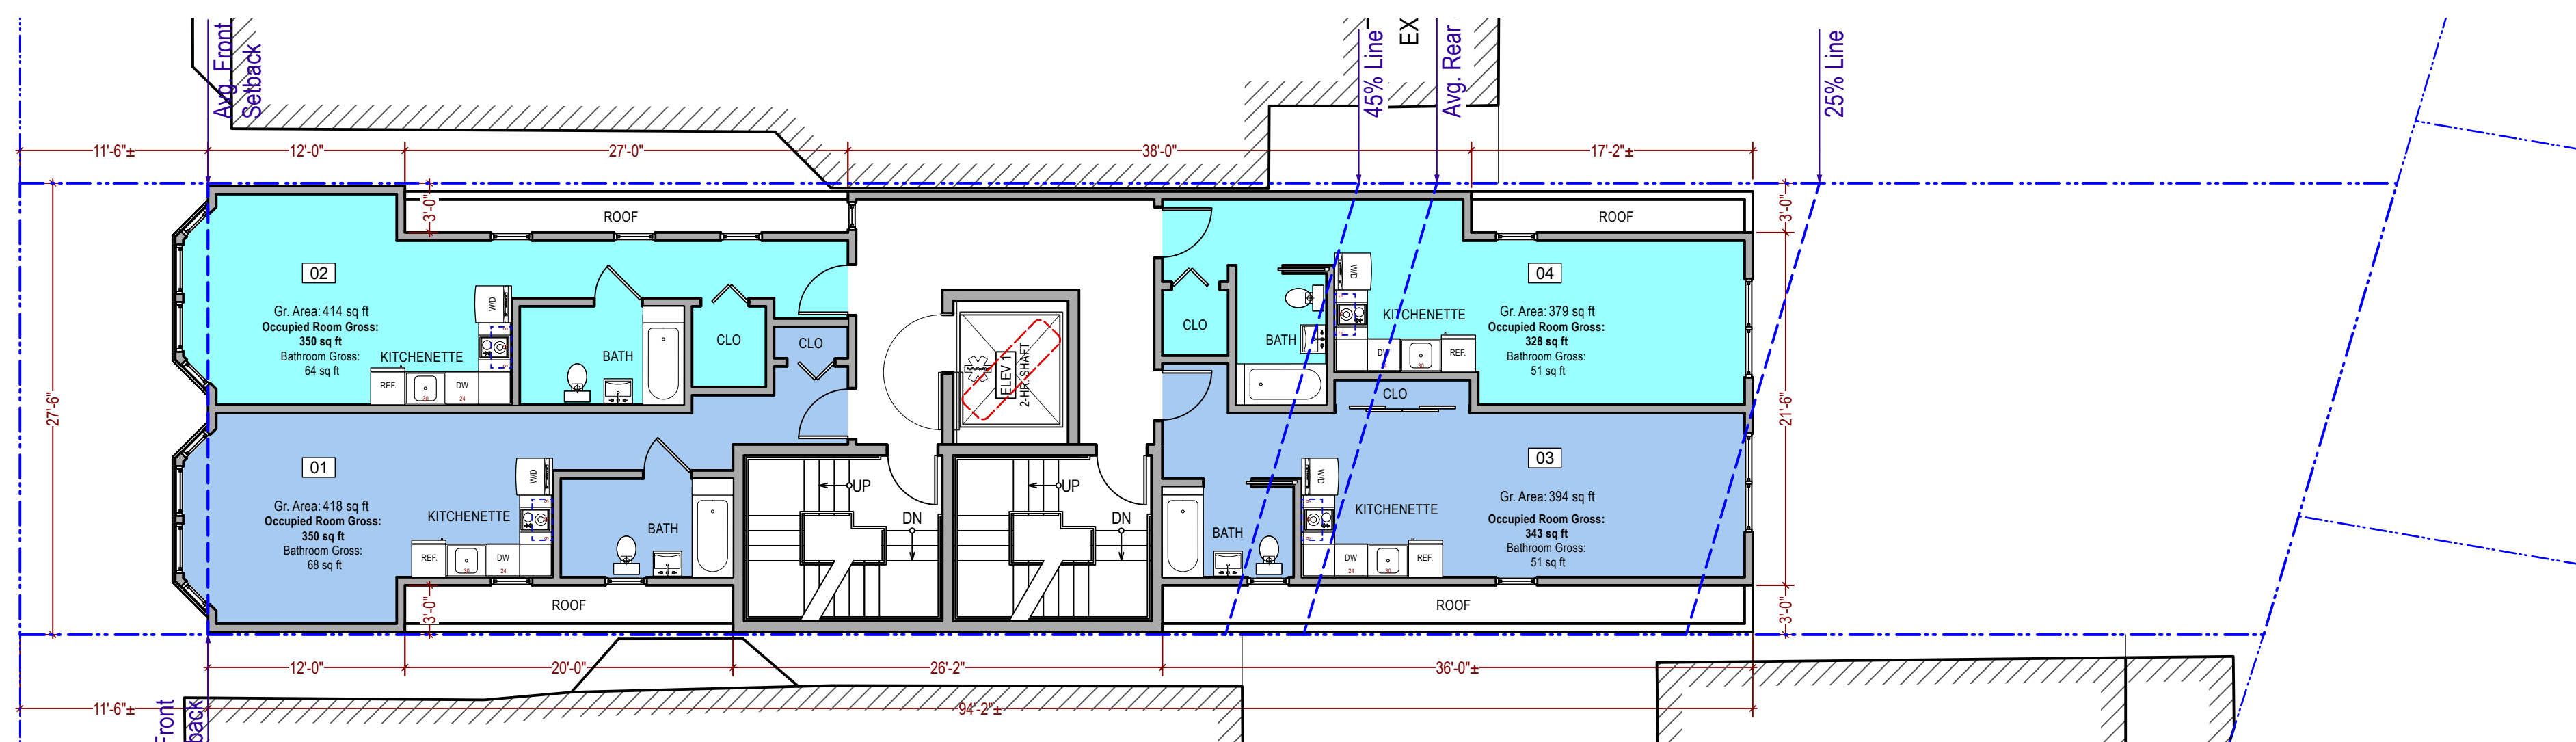 Avg. Front
Setback
45% Line
EX
Avg. Rear
25% Line
11'-6"±
12'-0"
27'-0"
38'-0"
17'-2"±
3'-0"
ROOF
ROOF
3'-0"
02
Gr. Area: 414 sq ft
Occupied Room Gross:
350 sq ft
Bathroom Gross:
64 sq ft
KITCHENETTE
W/D
REF.
30
DW
24
BATH
CLO
CLO
ELEV 1
2-HR. SHAFT
CLO
BATH
W/D
KITCHENETTE
DW
30
REF.
04
Gr. Area: 379 sq ft
Occupied Room Gross:
328 sq ft
Bathroom Gross:
51 sq ft
CLO
27'-6"
21'-6"
01
Gr. Area: 418 sq ft
Occupied Room Gross:
350 sq ft
Bathroom Gross:
68 sq ft
KITCHENETTE
W/D
REF.
30
DW
24
BATH
UP
DN
UP
DN
BATH
W/D
KITCHENETTE
DW
24
30
REF.
03
Gr. Area: 394 sq ft
Occupied Room Gross:
343 sq ft
Bathroom Gross:
51 sq ft
3'-0"
ROOF
ROOF
3'-0"
12'-0"
20'-0"
26'-2"
36'-0"±
11'-6"±
Front
back
94'-2"±